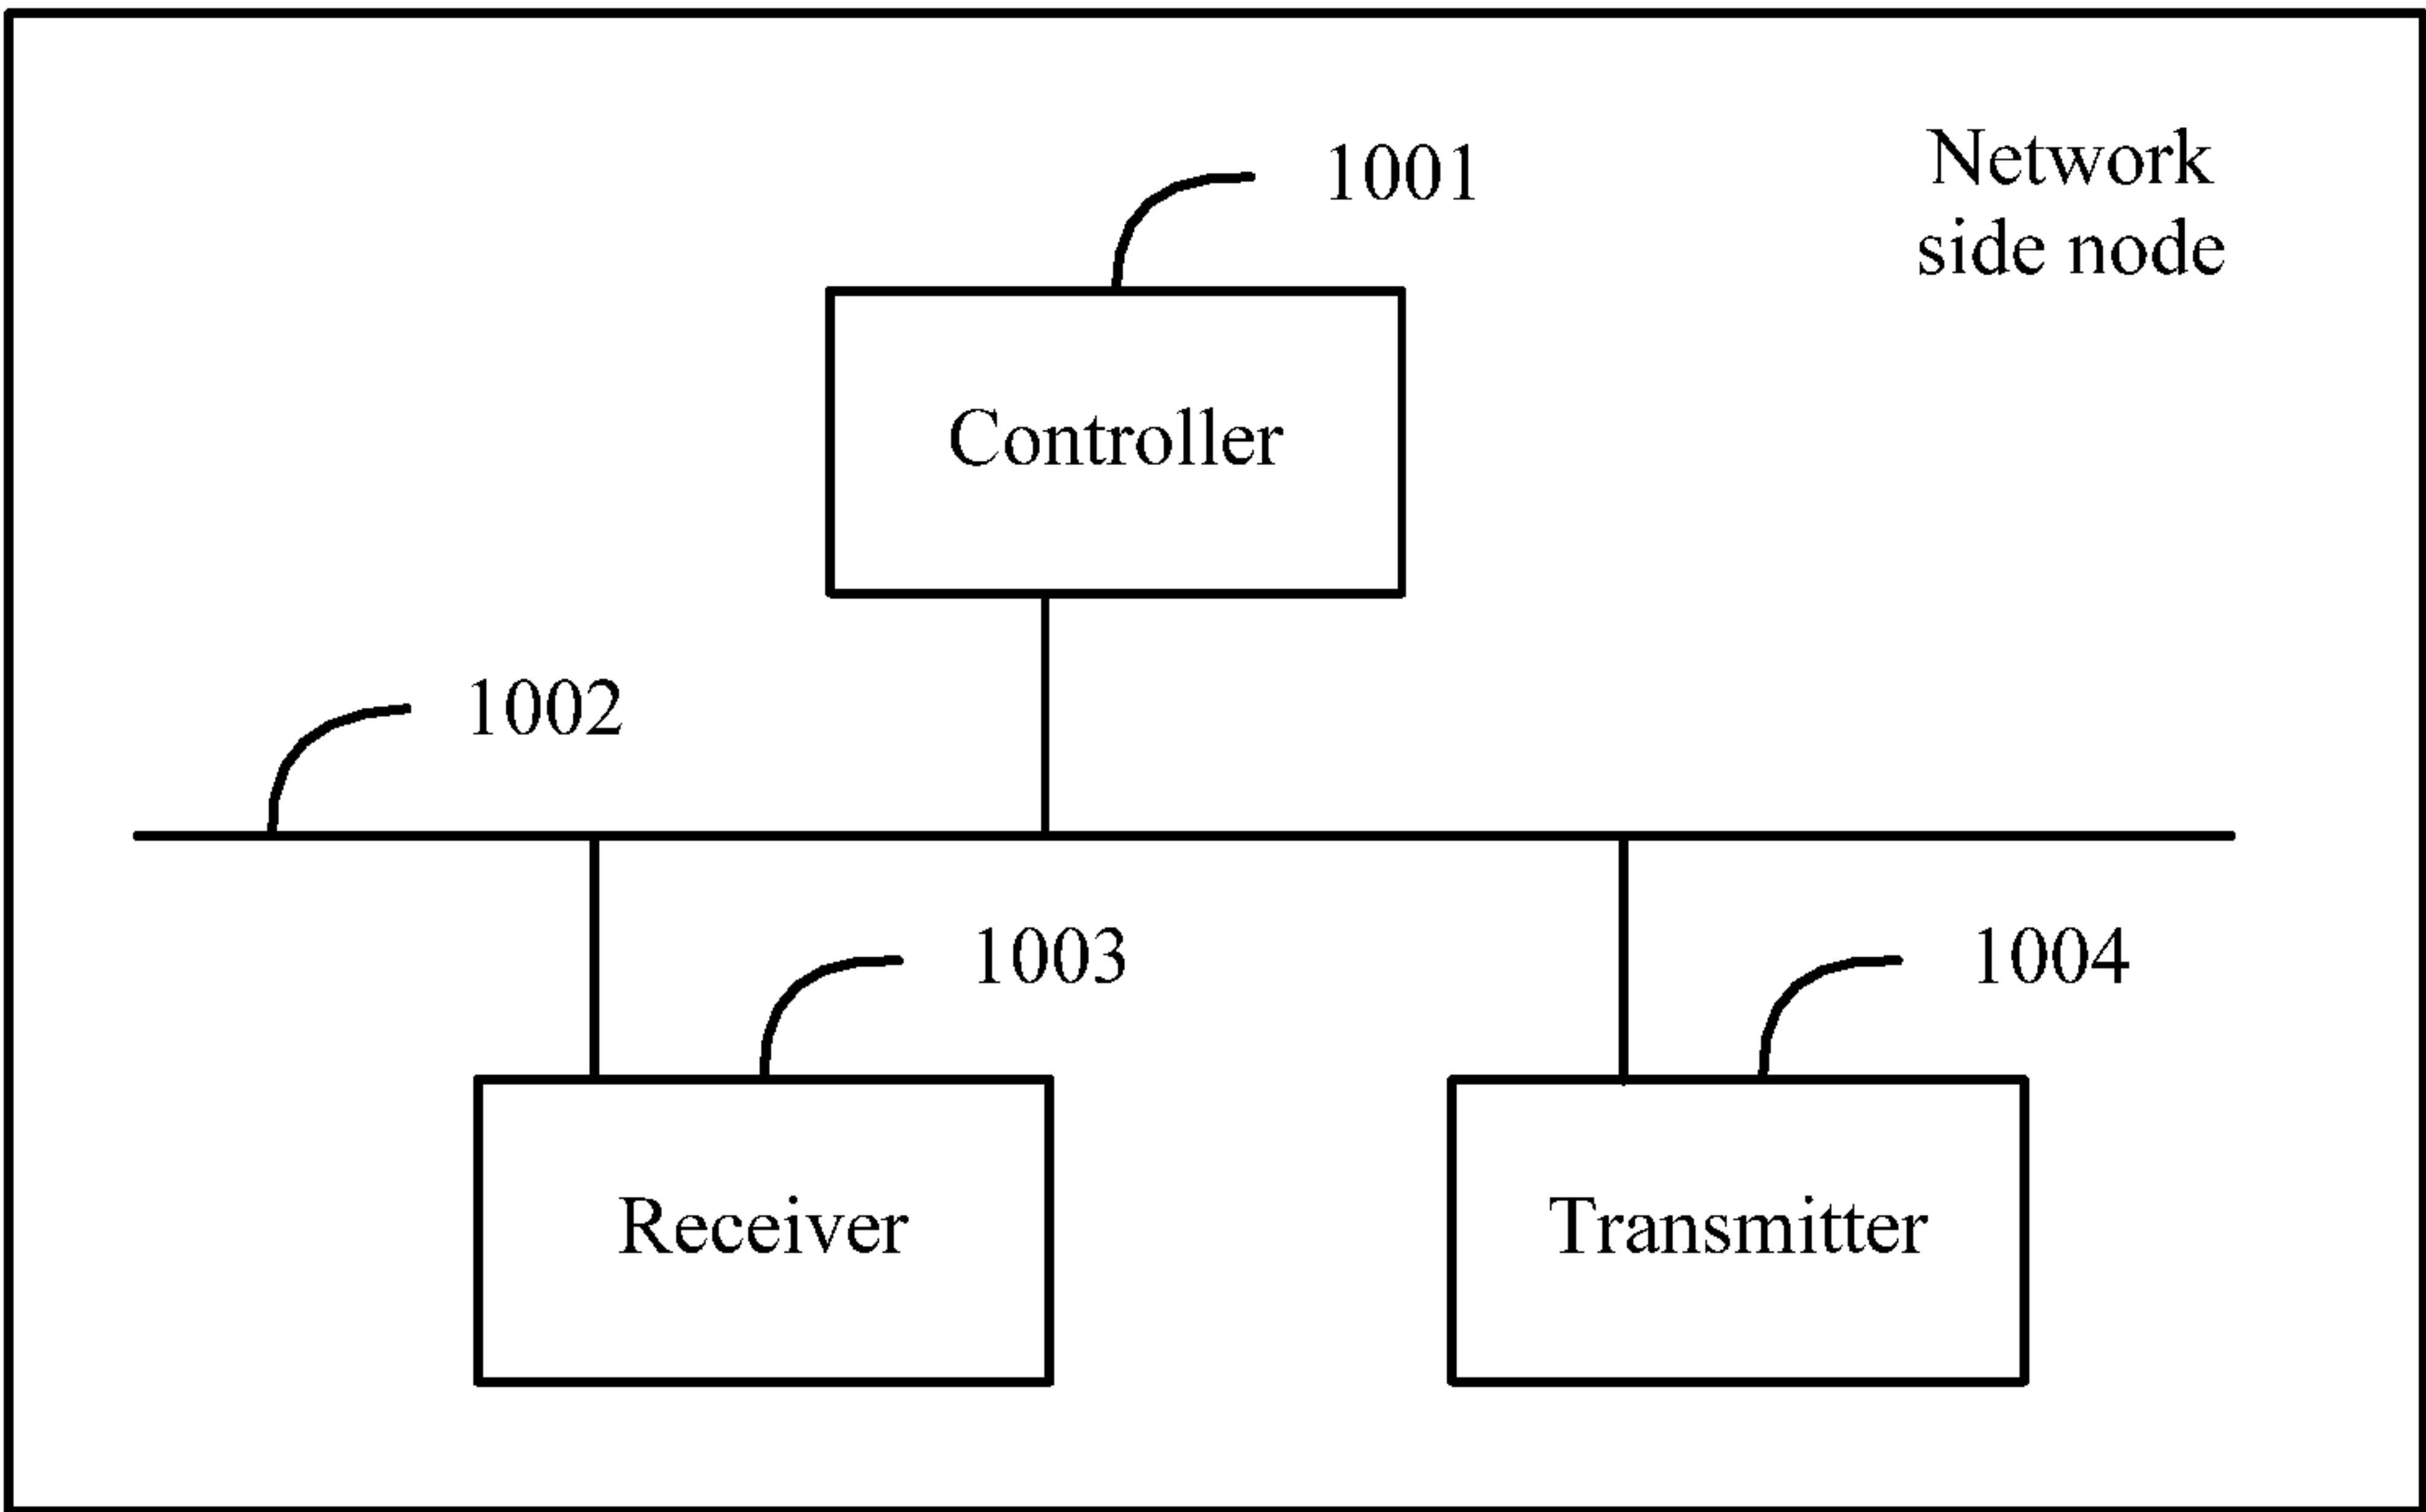 Network
side node
1001
Controller
1002
1003
1004
Receiver
Transmitter